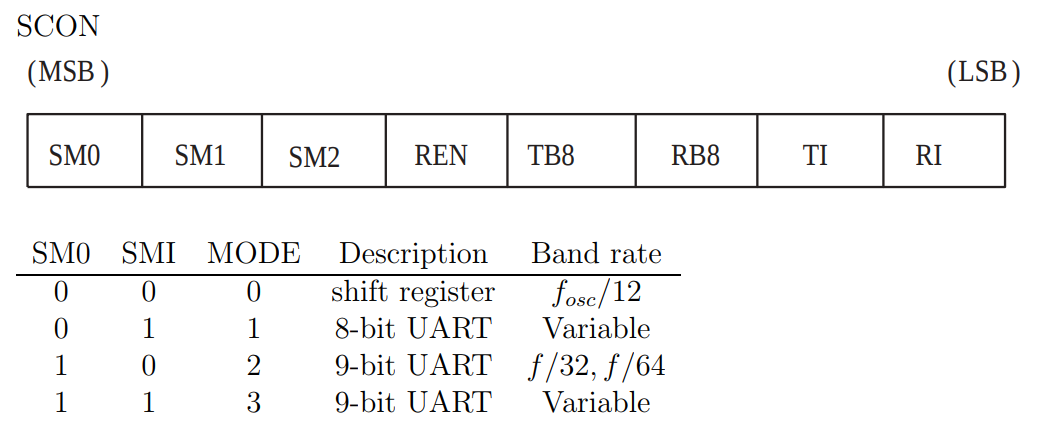 SCON
(MSB) (LSB)
SM0 SM1 SM2 REN TB8 RB8 TI RI
SM0 SMI MODE Description Band rate
0 0 0 shift register f_osc/12
0 1 1 8-bit UART Variable
1 0 2 9-bit UART f/32, f/64
1 1 3 9-bit UART Variable